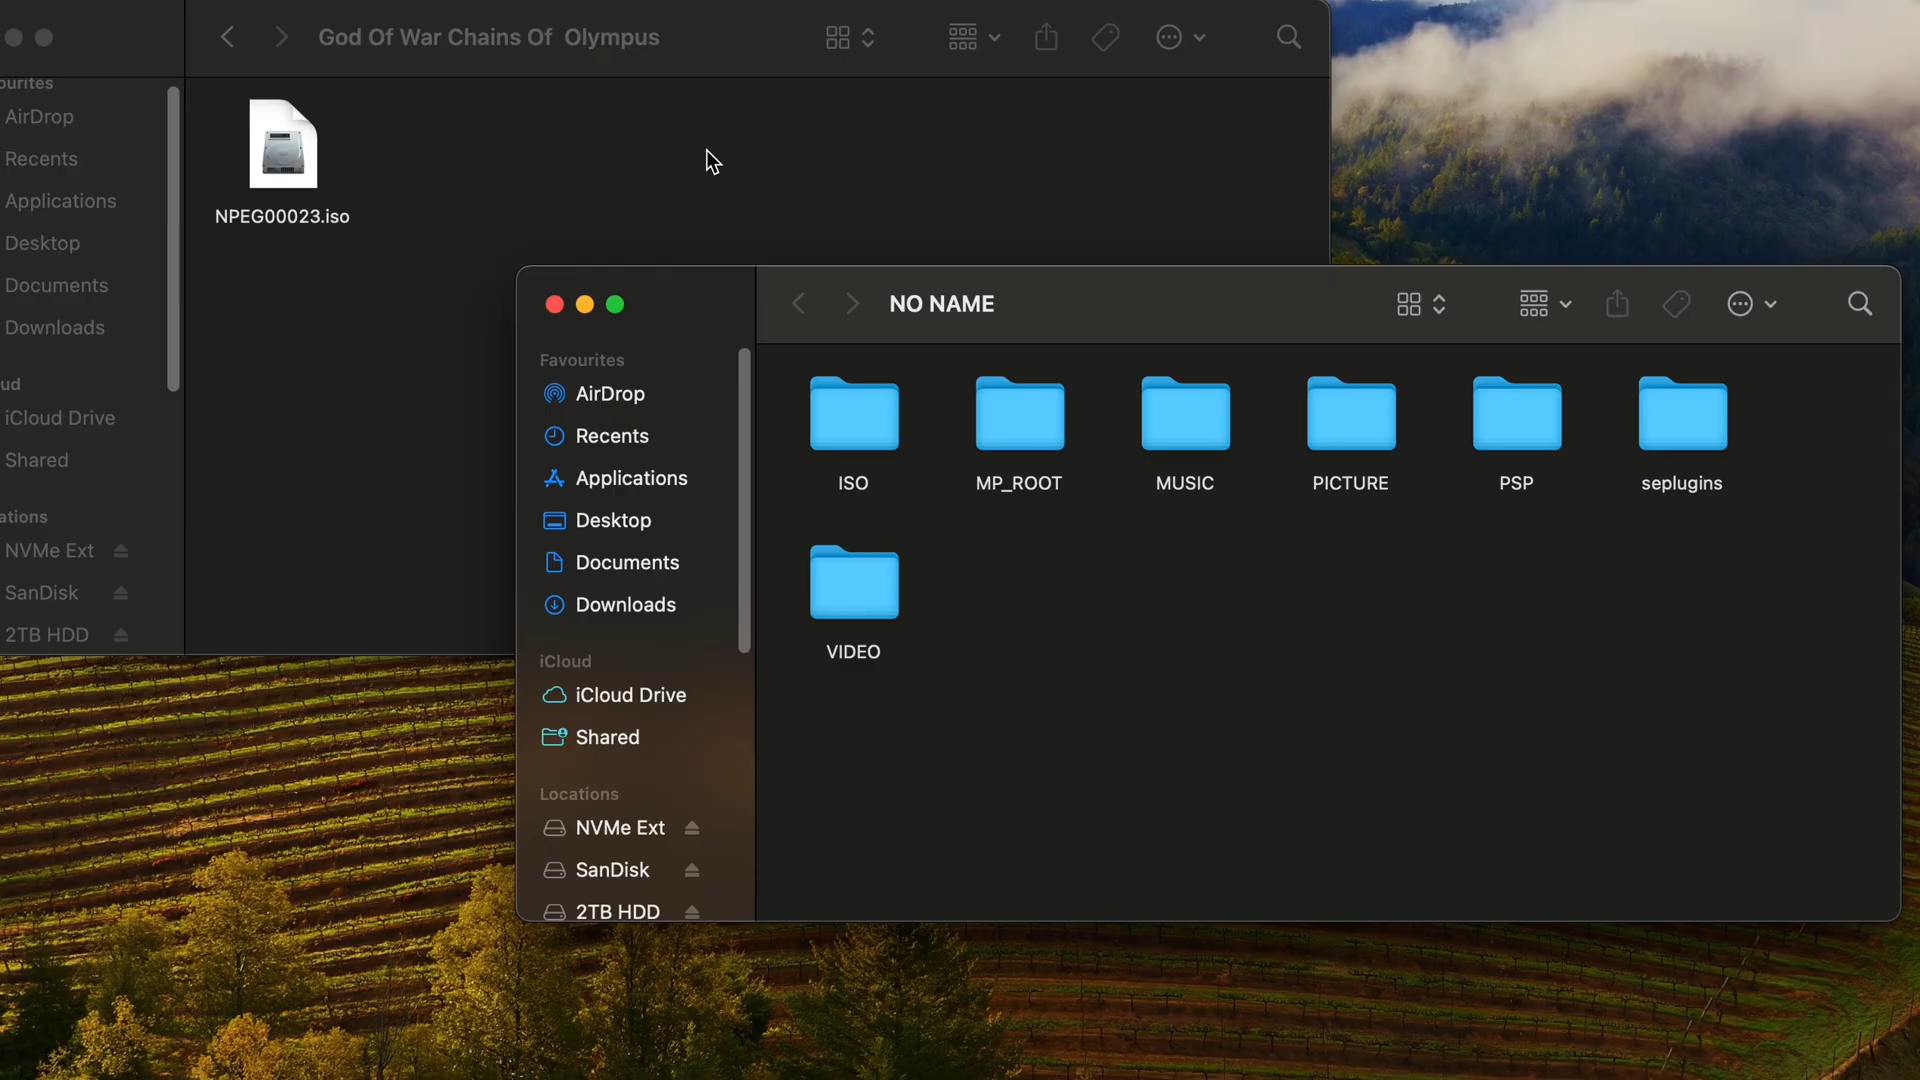 God Of War Chains Of Olympus
ourites
AirDrop
Recents
Applications
Desktop
Documents
Downloads
ud
iCloud Drive
Shared
ations
NVMe Ext
SanDisk
2TB HDD
NPEG00023.iso
NO NAME
Favourites
AirDrop
Recents
Applications
Desktop
Documents
Downloads
iCloud
iCloud Drive
Shared
Locations
NVMe Ext
SanDisk
2TB HDD
ISO MP_ROOT MUSIC PICTURE PSP seplugins
VIDEO